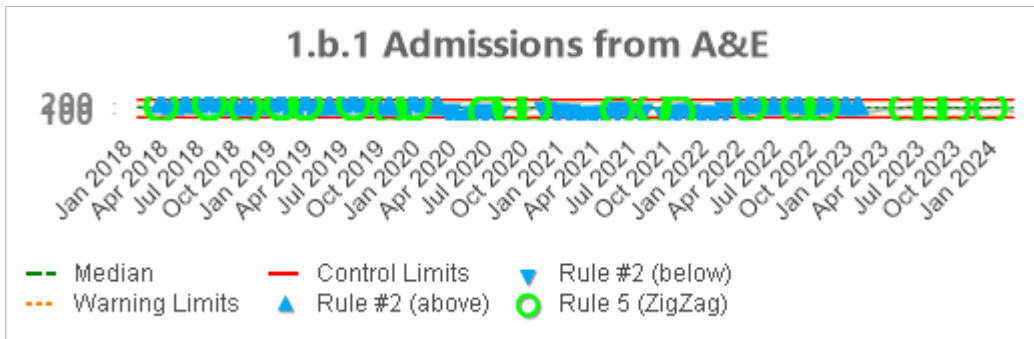 1.b.1 Admissions from A&E
200
100
Jan 2018
Apr 2018
Jul 2018
Oct 2018
Jan 2019
Apr 2019
Jul 2019
Oct 2019
Jan 2020
Apr 2020
Jul 2020
Oct 2020
Jan 2021
Apr 2021
Jul 2021
Oct 2021
Jan 2022
Apr 2022
Jul 2022
Oct 2022
Jan 2023
Apr 2023
Jul 2023
Oct 2023
Jan 2024
Median
Control Limits
Rule #2 (below)
Warning Limits
Rule #2 (above)
Rule 5 (ZigZag)